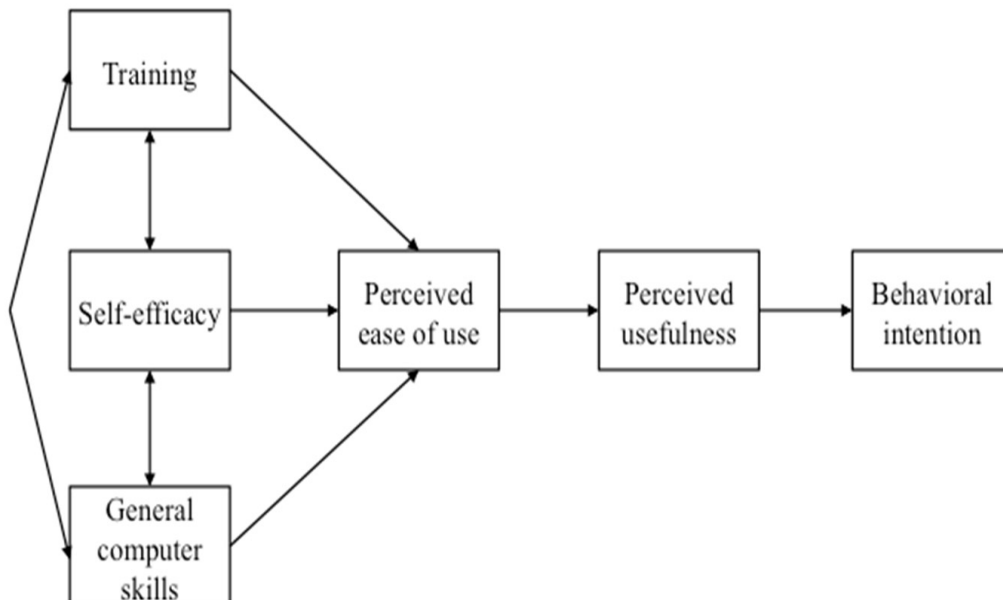 Training
Self-efficacy
General
computer
skills
Perceived
ease of use
Perceived
usefulness
Behavioral
intention